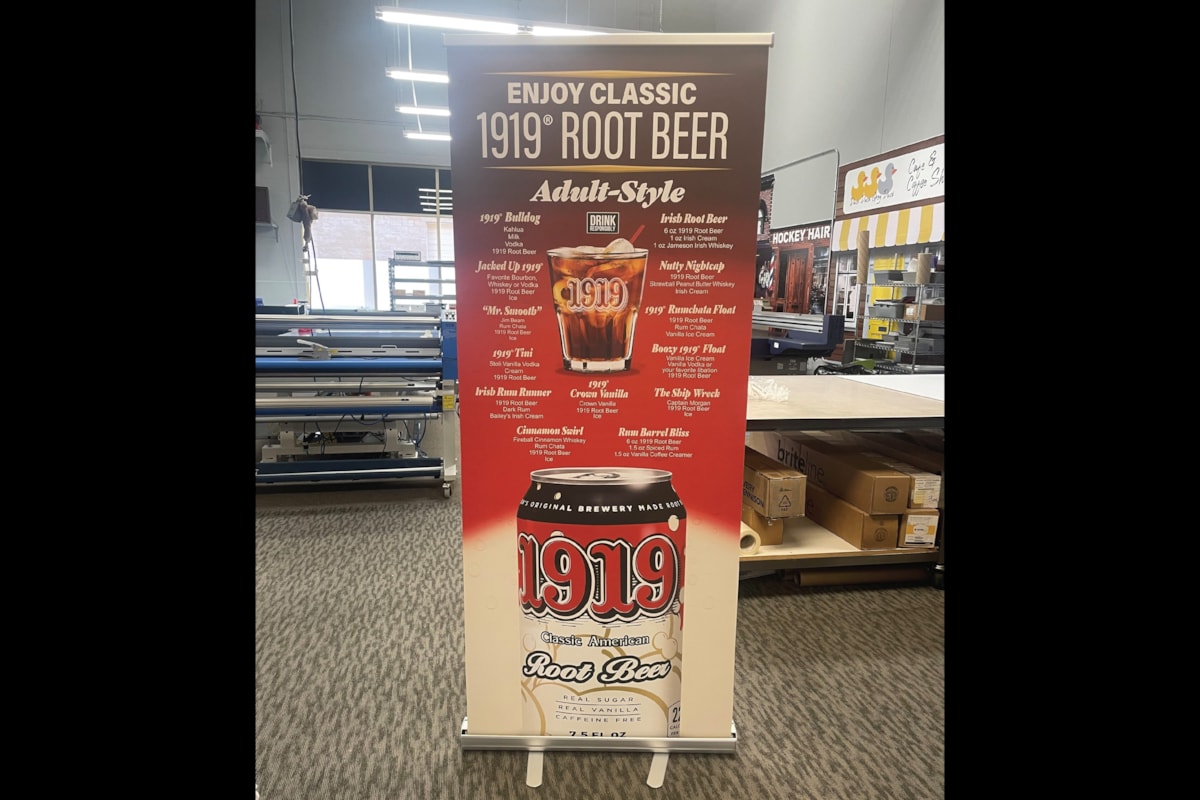 ENJOY CLASSIC
1919® ROOT BEER
Adult-Style
1919® Bulldog
Kahlua
Milk
Vodka
1919 Root Beer
DRINK
RESPONSIBLY
Irish Root Beer
6 oz 1919 Root Beer
1 oz Irish Cream
1 oz Jameson Irish Whiskey
Jacked Up 1919®
Favorite Bourbon,
Whiskey or Vodka
1919 Root Beer
Ice
1919
Nutty Nightcap
1919 Root Beer
Skrewball Peanut Butter Whiskey
Irish Cream
"Mr. Smooth"
Jim Beam
Rum Chata
1919 Root Beer
Ice
1919® Rumchata Float
1919 Root Beer
Rum Chata
Vanilla Ice Cream
1919® Tini
Stoli Vanilla Vodka
Cream
1919 Root Beer
Boozy 1919® Float
Vanilla Ice Cream
Vanilla Vodka or
your favorite libation
1919 Root Beer
Irish Rum Runner
1919 Root Beer
Dark Rum
Bailey's Irish Cream
1919®
Crown Vanilla
Crown Vanilla
1919 Root Beer
Ice
The Ship Wreck
Captain Morgan
1919 Root Beer
Ice
Cinnamon Swirl
Fireball Cinnamon Whiskey
Rum Chata
1919 Root Beer
Ice
Rum Barrel Bliss
6 oz 1919 Root Beer
1.5 oz Spiced Rum
1.5 oz Vanilla Coffee Creamer
ORIGINAL BREWERY MADE ROOT
1919
Classic American
Root Beer
REAL SUGAR
REAL VANILLA
CAFFEINE FREE
7.5 FL OZ
HOCKEY HAIR
Cafe &
Coffee Sh
briteline